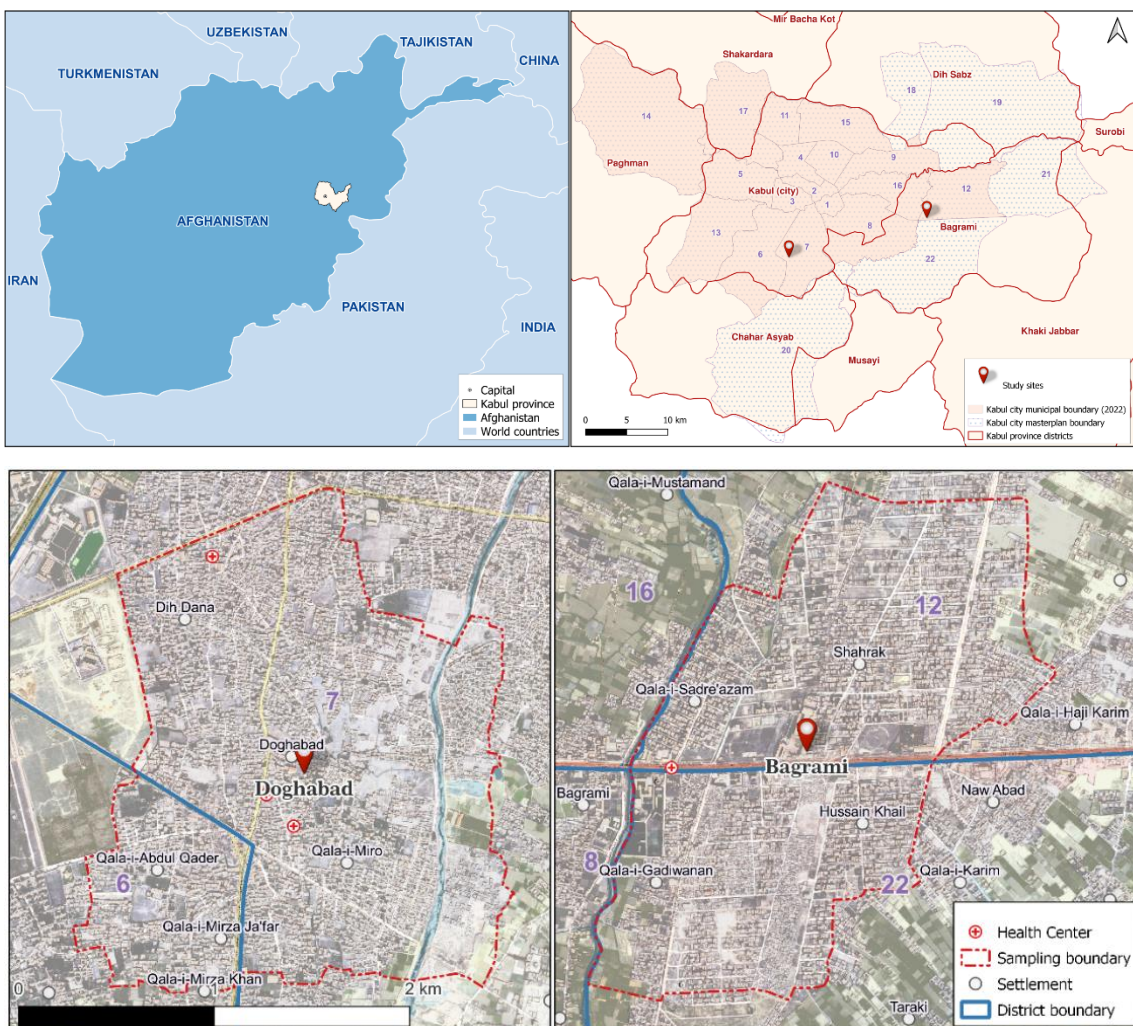 UZBEKISTAN
TAJIKISTAN
CHINA
TURKMENISTAN
AFGHANISTAN
IRAN
PAKISTAN
INDIA
Capital
Kabul province
Afghanistan
World countries
Mir Bacha Kot
Shakardara
Dih Sabz
18
19
17
11
15
14
Surobi
4
10
9
Paghman
5
21
Kabul (city)
2
16
12
3
1
13
8
Bagrami
6
7
22
Chahar Asyab
20
Musayi
Khaki Jabbar
Study sites
0 5 10 km
Kabul city municipal boundary (2022)
Kabul city masterplan boundary
Kabul province districts
Dih Dana
7
Doghabad
Doghabad
Qala-i-Miro
Qala-i-Abdul Qader
6
Qala-i-Mirza Ja'far
Qala-i-Mirza Khan
0 1 2 km
Qala-i-Mustamand
16
12
Shahrak
Qala-i-Sadre'azam
Qala-i-Haji Karim
Bagrami
Bagrami
Naw Abad
Hussain Khail
8
Qala-i-Gadiwanan
22
Qala-i-Karim
Taraki
Health Center
Sampling boundary
Settlement
District boundary